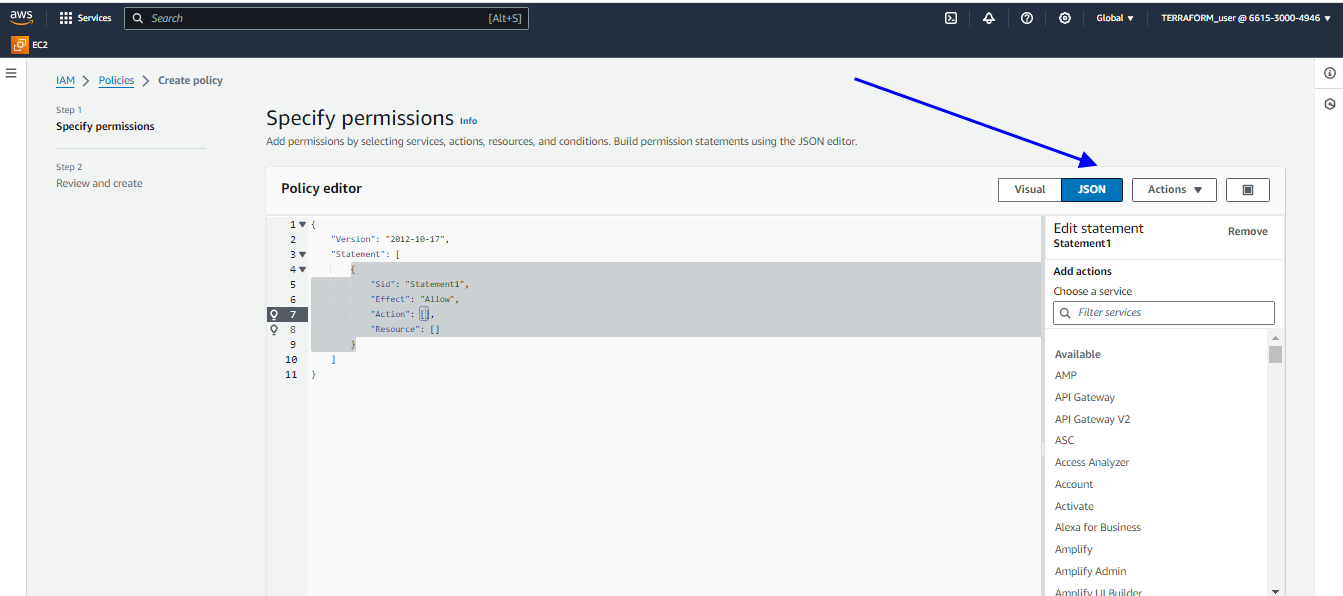 aws
Services
Search
[Alt+S]
Global
TERRAFORM_user @ 6615-3000-4946
EC2
IAM
Policies
Create policy
Step 1
Specify permissions
Step 2
Review and create
Specify permissions Info
Add permissions by selecting services, actions, resources, and conditions. Build permission statements using the JSON editor.
Policy editor
Visual
JSON
Actions
1 {
2 "Version": "2012-10-17",
3 "Statement": [
4 {
5 "Sid": "Statement1",
6 "Effect": "Allow",
7 "Action": [],
8 "Resource": []
9 }
10 ]
11 }
Edit statement
Remove
Statement1
Add actions
Choose a service
Filter services
Available
AMP
API Gateway
API Gateway V2
ASC
Access Analyzer
Account
Activate
Alexa for Business
Amplify
Amplify Admin
Amplify UI Builder